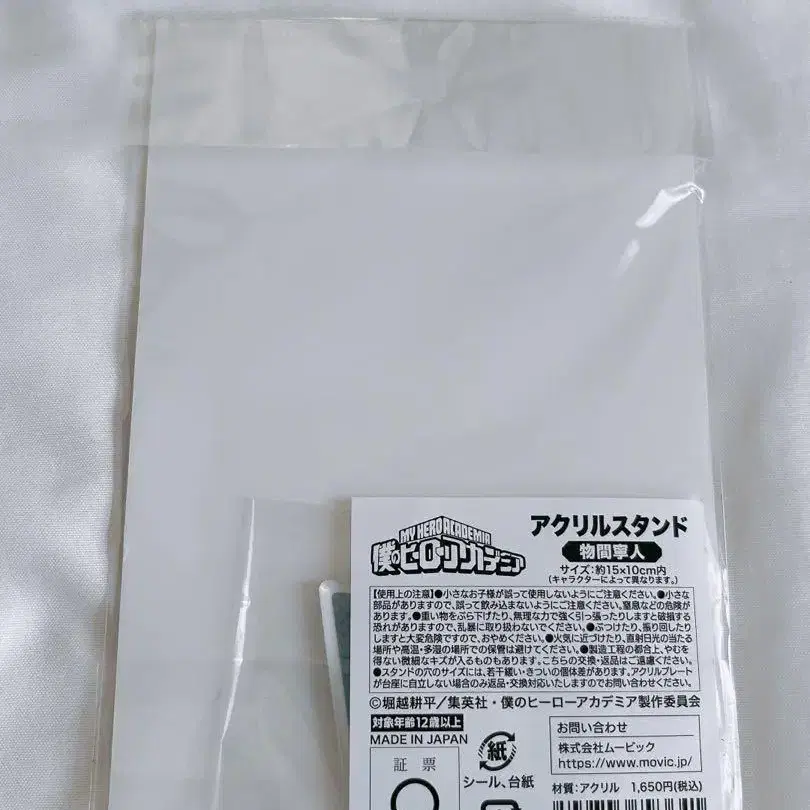 MY HERO ACADEMIA
僕のヒーローアカデミア
アクリルスタンド
物間寧人
サイズ:約15×10cm内
(キャラクターによって異なります。)
【使用上の注意】●小さなお子様が誤って使用しないようにご注意ください。●小さな
部品がありますので、誤って飲み込まないようにご注意ください。窒息などの危険が
あります。●重い物をぶら下げたり、無理な力で強く引っ張ったりしますと破損する
恐れがありますので、乱暴に取り扱わないでください。●ぶつけたり、振り回したり
しますと大変危険ですので、おやめください。●火気に近づけたり、直射日光の当たる
場所や高温・多湿の場所での保管は避けてください。●製造工程の都合上、やむを
得ない微細なキズが入るものもあります。こちらの交換・返品はご遠慮ください。
●スタンドの穴のサイズには、若干緩い・きついの個体差があります。アクリルプレート
が台座に自立しない場合のみ返品・交換対応いたしますのでお問い合わせください。
©堀越耕平/集英社・僕のヒーローアカデミア製作委員会
対象年齢12歳以上
MADE IN JAPAN
証票
紙
シール、台紙
お問い合わせ
株式会社ムービック
https://www.movic.jp/
材質:アクリル 1,650円(税込)